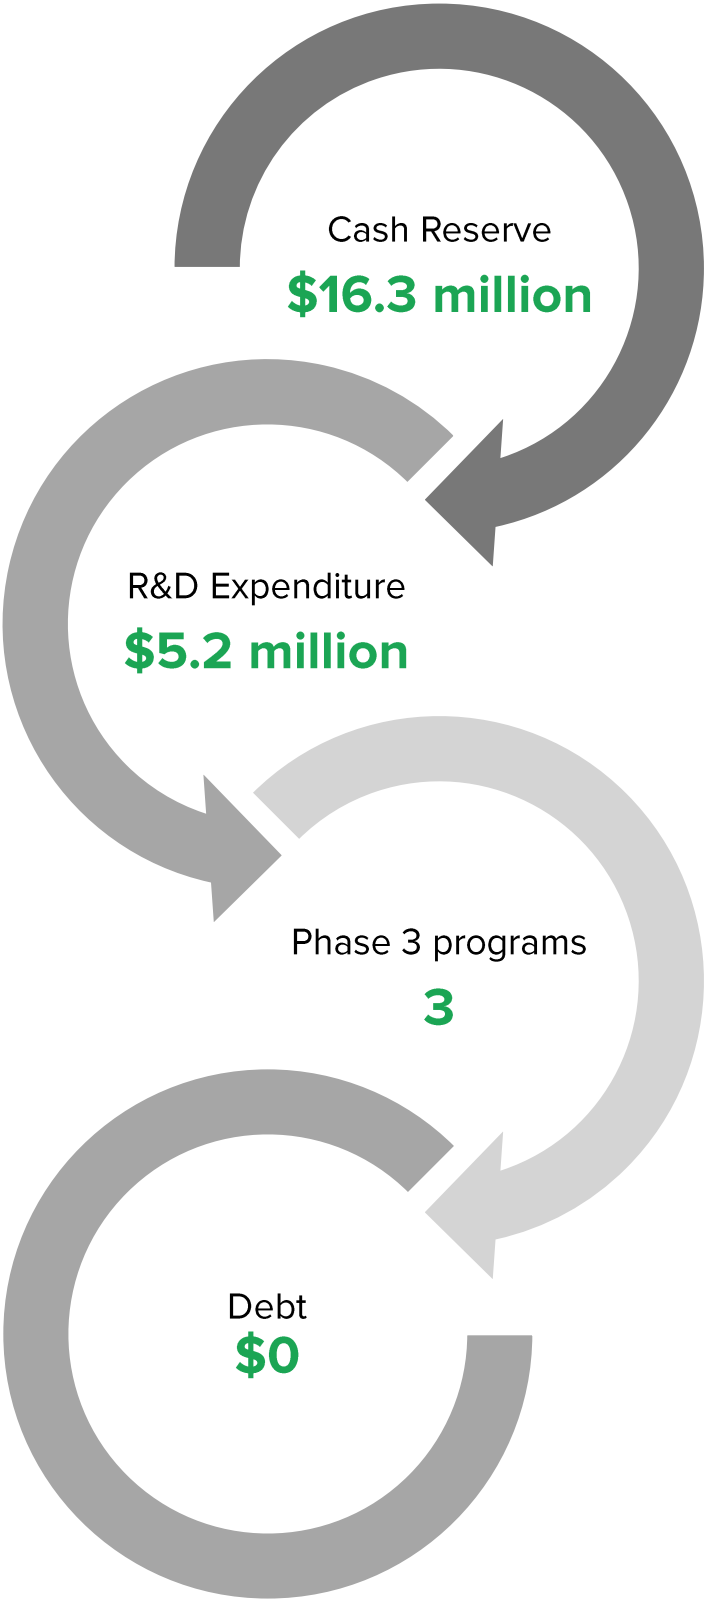 Cash Reserve
$16.3 million
R&D Expenditure
$5.2 million
Phase 3 programs
3
Debt
$0